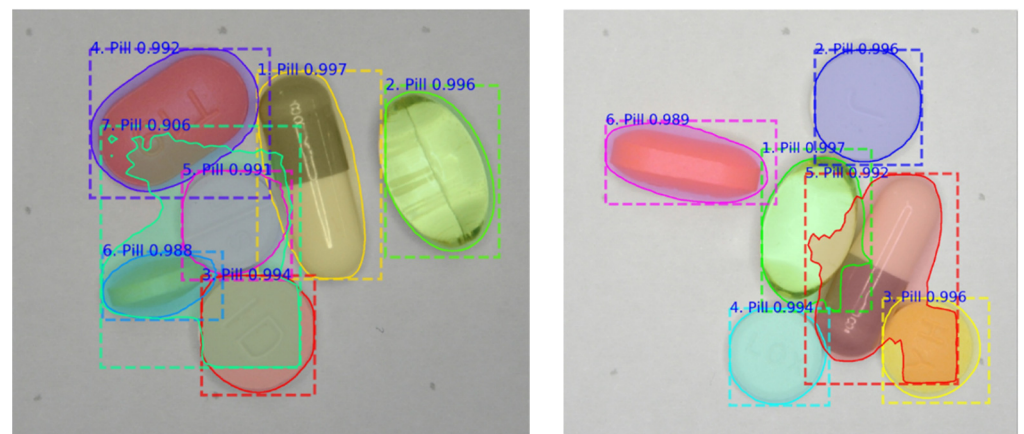 4. Pill 0.992
1. Pill 0.997
2. Pill 0.996
7. Pill 0.906
5. Pill 0.991
6. Pill 0.988
3. Pill 0.994
D
2. Pill 0.996
6. Pill 0.989
1. Pill 0.997
5. Pill 0.992
3. Pill 0.996
4. Pill 0.994